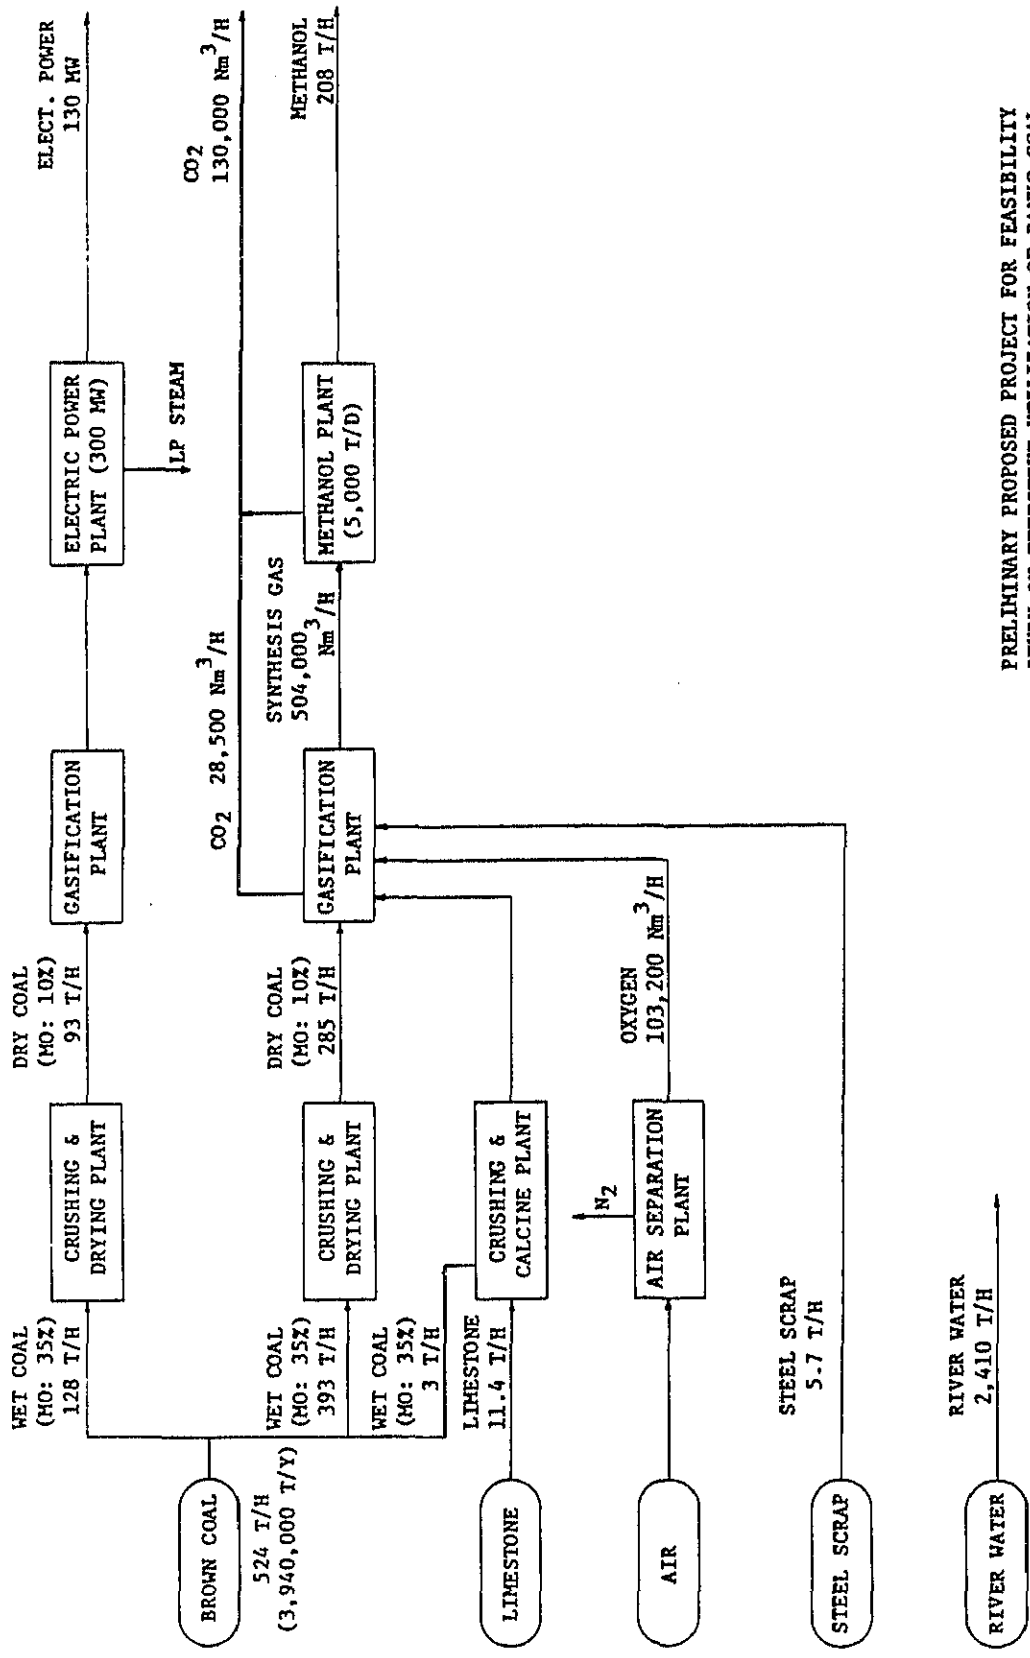 WET COAL
(MO: 35%)
128 T/H
CRUSHING &
DRYING PLANT
DRY COAL
(MO: 10%)
93 T/H
GASIFICATION
PLANT
ELECTRIC POWER
PLANT (300 MW)
LP STEAM
ELECT. POWER
130 MW
BROWN COAL
524 T/H
(3,940,000 T/Y)
CO2 28,500 Nm3/H
CO2
130,000 Nm3/H
WET COAL
(MO: 35%)
393 T/H
CRUSHING &
DRYING PLANT
DRY COAL
(MO: 10%)
285 T/H
GASIFICATION
PLANT
SYNTHESIS GAS
504,000
Nm3/H
METHANOL PLANT
(5,000 T/D)
METHANOL
208 T/H
WET COAL
(MO: 35%)
3 T/H
LIMESTONE
LIMESTONE
11.4 T/H
CRUSHING &
CALCINE PLANT
N2
AIR
AIR SEPARATION
PLANT
OXYGEN
103,200 Nm3/H
STEEL SCRAP
STEEL SCRAP
5.7 T/H
RIVER WATER
RIVER WATER
2,410 T/H
PRELIMINARY PROPOSED PROJECT FOR FEASIBILITY